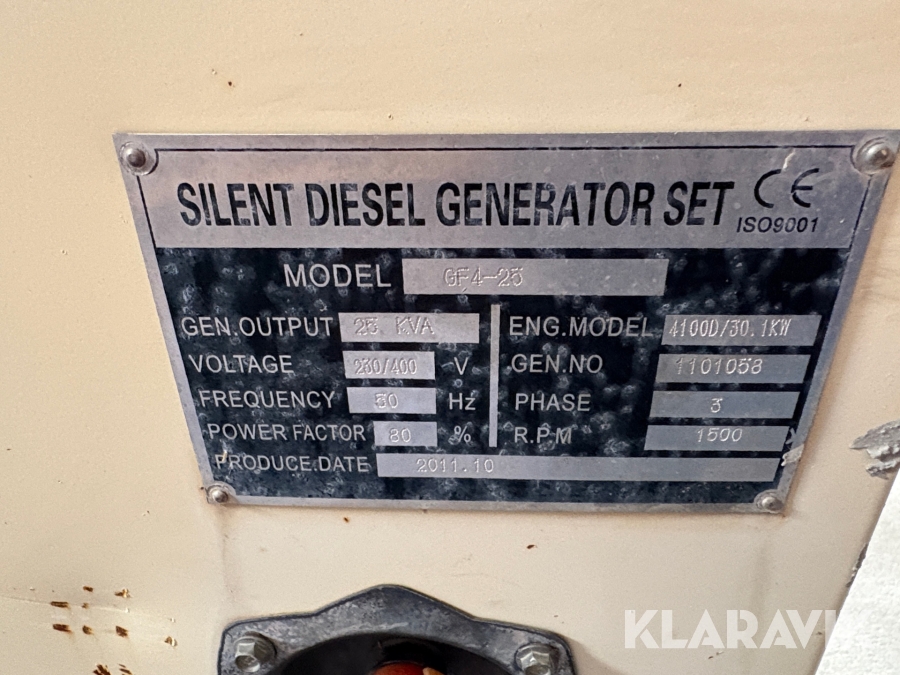 SILENT DIESEL GENERATOR SET CE
ISO9001
MODEL GF4-25
GEN.OUTPUT 25 KVA ENG.MODEL 4100D/30.1KW
VOLTAGE 230/400 V GEN.NO 1101058
FREQUENCY 50 Hz PHASE 3
POWER FACTOR 80 % R.P.M 1500
PRODUCE.DATE 2011.10
KLARAVIK